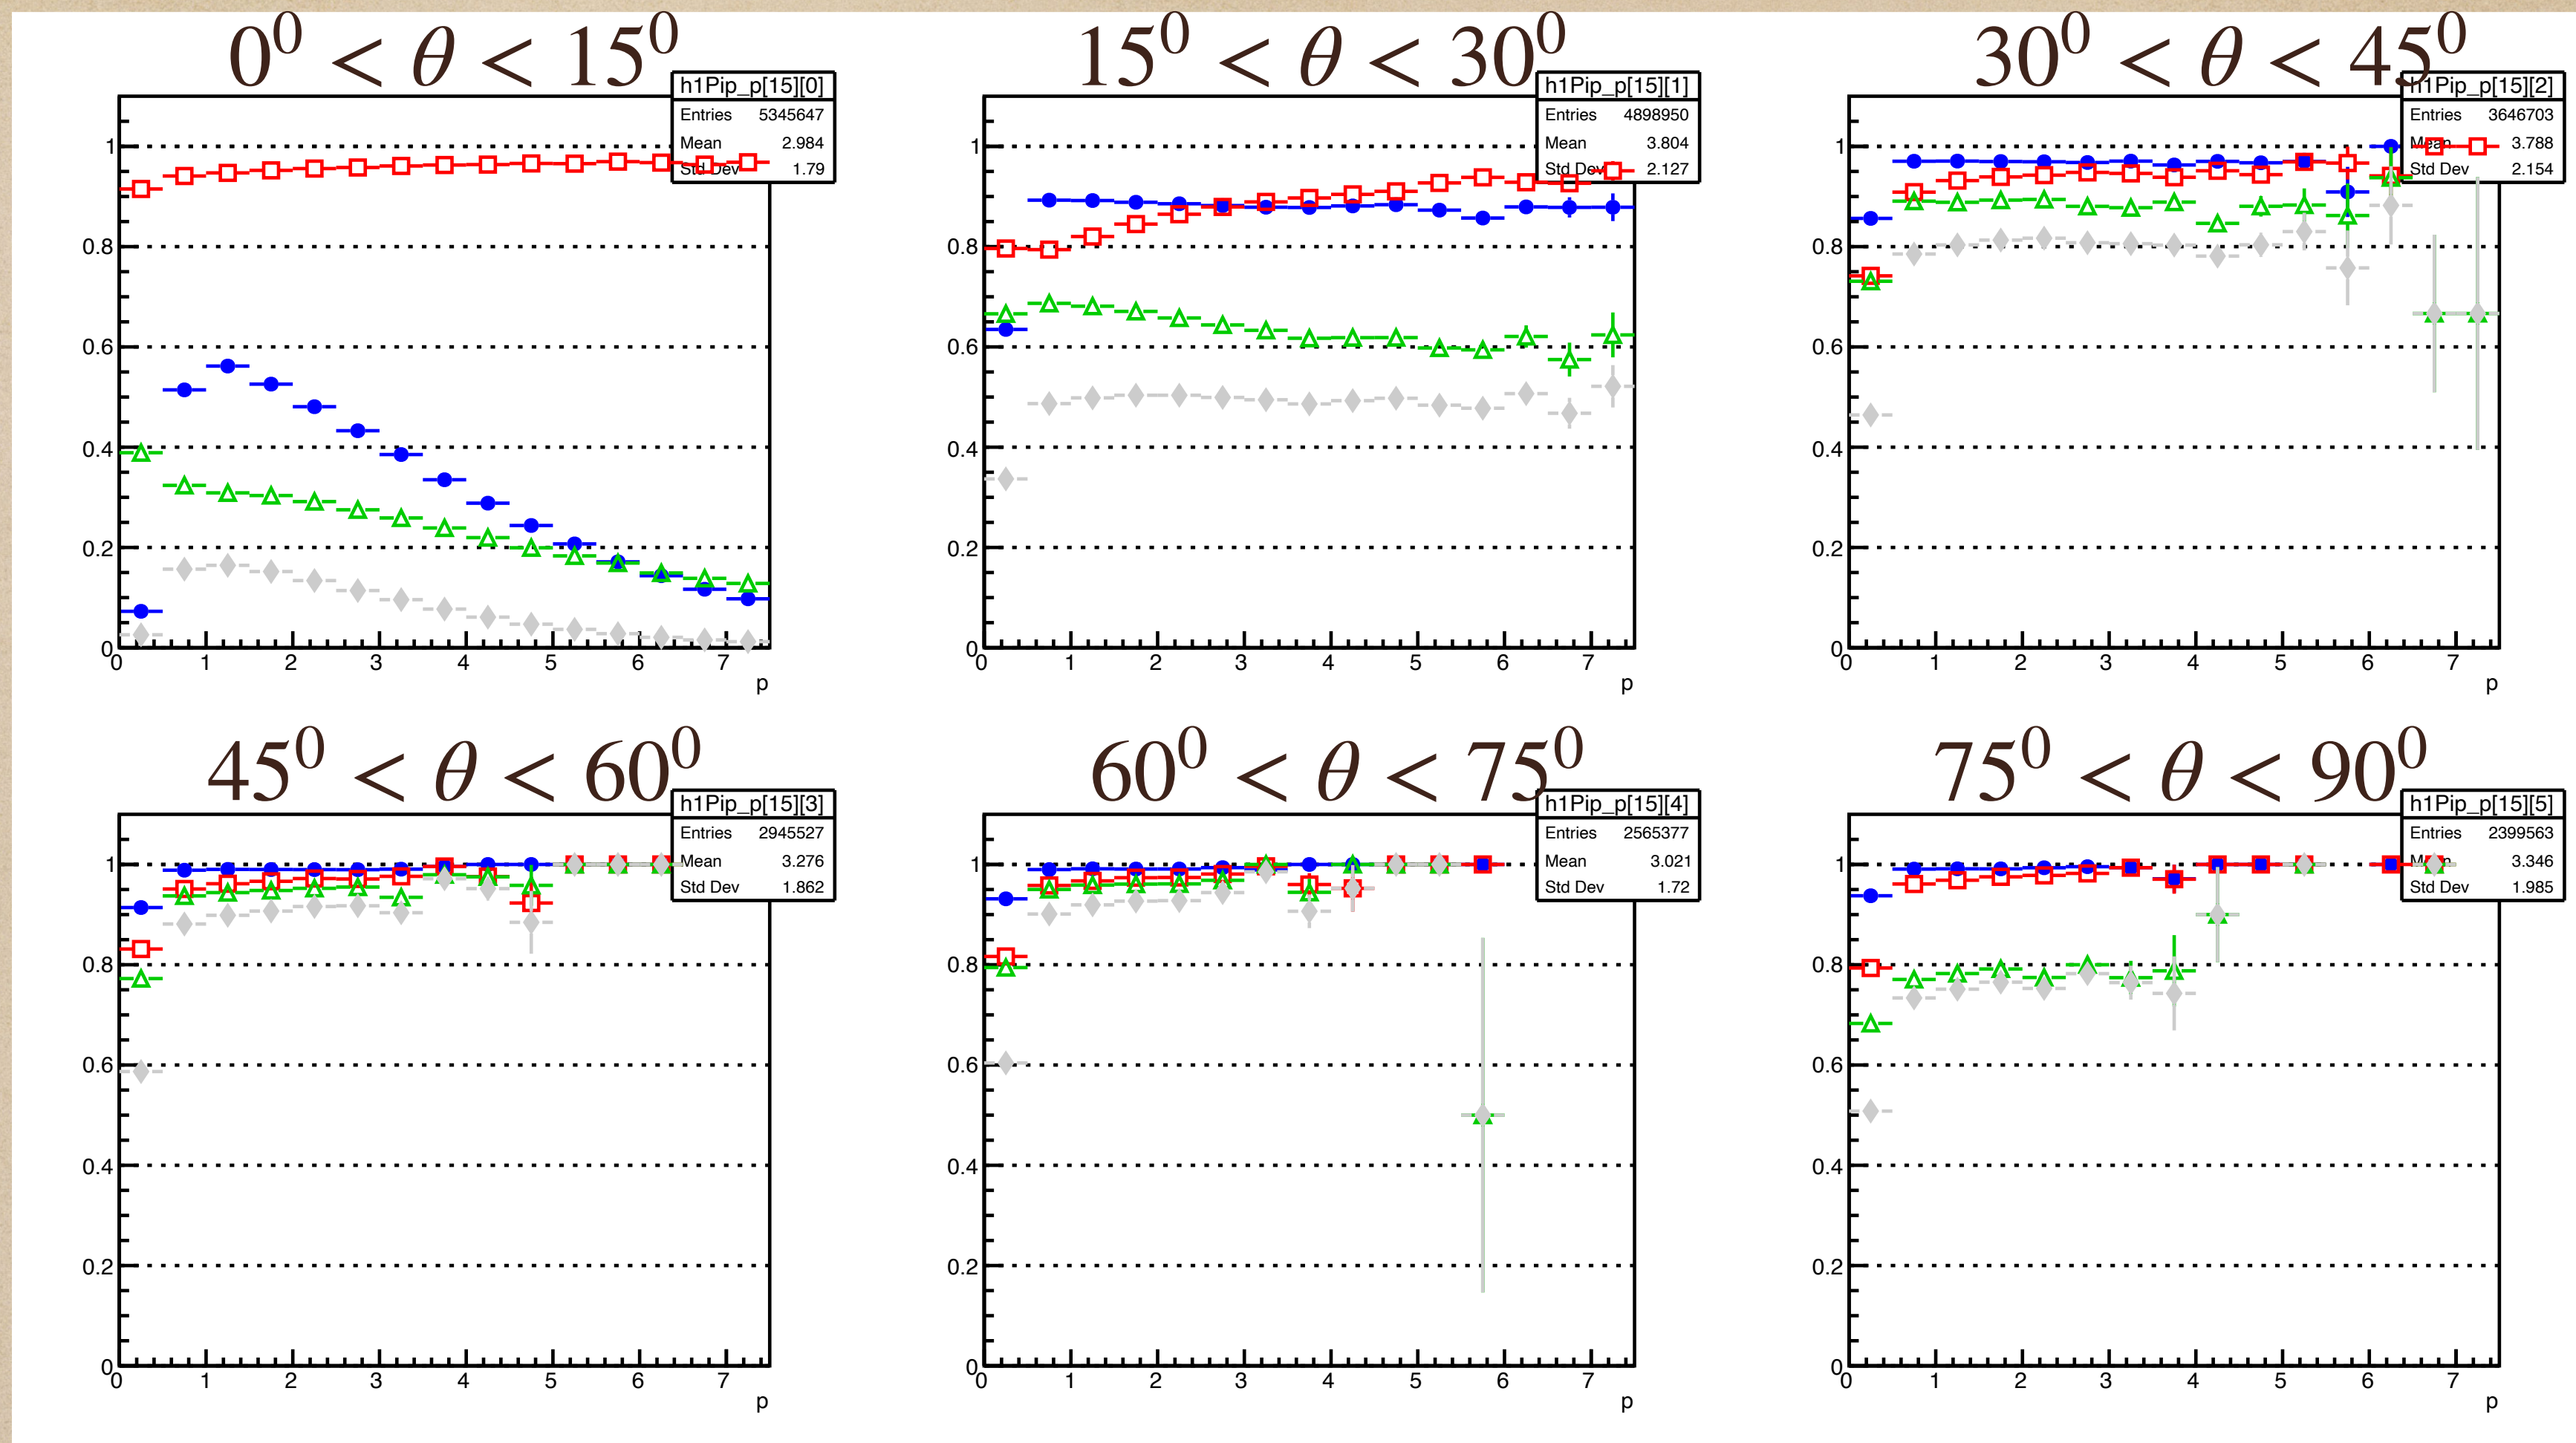 0⁰ < θ < 15⁰
h1Pip_p[15][0]
Entries 5345647
Mean 2.984
Std Dev 1.79
1
0.8
0.6
0.4
0.2
0
0 1 2 3 4 5 6 7
p
15⁰ < θ < 30⁰
h1Pip_p[15][1]
Entries 4898950
Mean 3.804
Std Dev 2.127
1
0.8
0.6
0.4
0.2
0
0 1 2 3 4 5 6 7
p
30⁰ < θ < 45⁰
h1Pip_p[15][2]
Entries 3646703
Mean 3.788
Std Dev 2.154
1
0.8
0.6
0.4
0.2
0
0 1 2 3 4 5 6 7
p
45⁰ < θ < 60⁰
h1Pip_p[15][3]
Entries 2945527
Mean 3.276
Std Dev 1.862
1
0.8
0.6
0.4
0.2
0
0 1 2 3 4 5 6 7
p
60⁰ < θ < 75⁰
h1Pip_p[15][4]
Entries 2565377
Mean 3.021
Std Dev 1.72
1
0.8
0.6
0.4
0.2
0
0 1 2 3 4 5 6 7
p
75⁰ < θ < 90⁰
h1Pip_p[15][5]
Entries 2399563
Mean 3.346
Std Dev 1.985
1
0.8
0.6
0.4
0.2
0
0 1 2 3 4 5 6 7
p